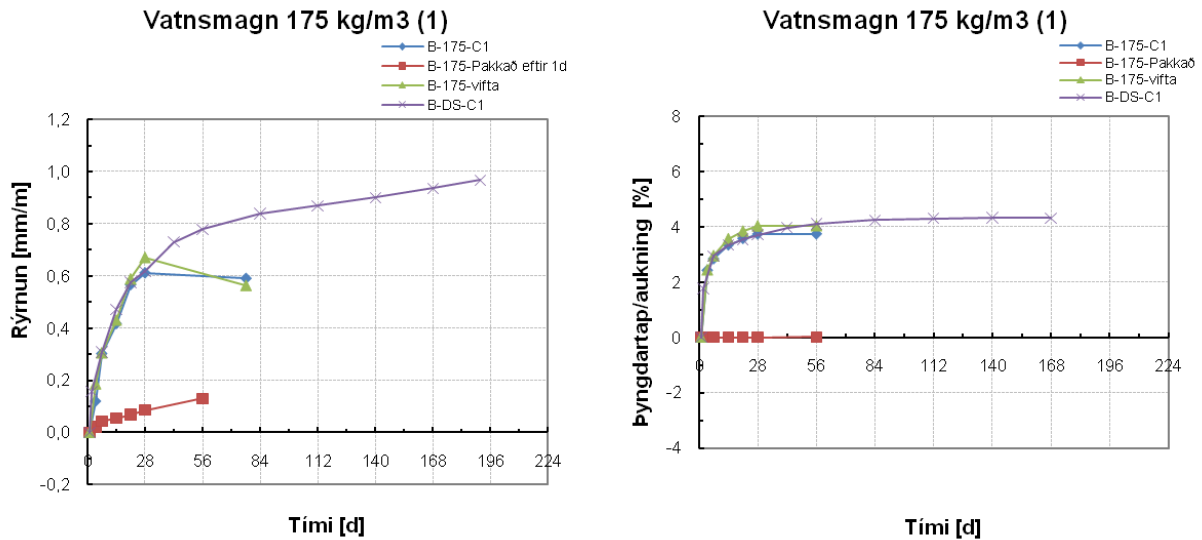 Vatnsmagn 175 kg/m3 (1)
B-175-C1
B-175-Pakkað eftir 1d
B-175-vifta
B-DS-C1
1,2
1,0
0,8
0,6
0,4
0,2
0,0
-0,2
0 28 56 84 112 140 168 196 224
Rýrnun [mm/m]
Tími [d]
Vatnsmagn 175 kg/m3 (1)
B-175-C1
B-175-Pakkað
B-175-vifta
B-DS-C1
8
6
4
2
0
-2
-4
0 28 56 84 112 140 168 196 224
Þyngdartap/aukning [%]
Tími [d]